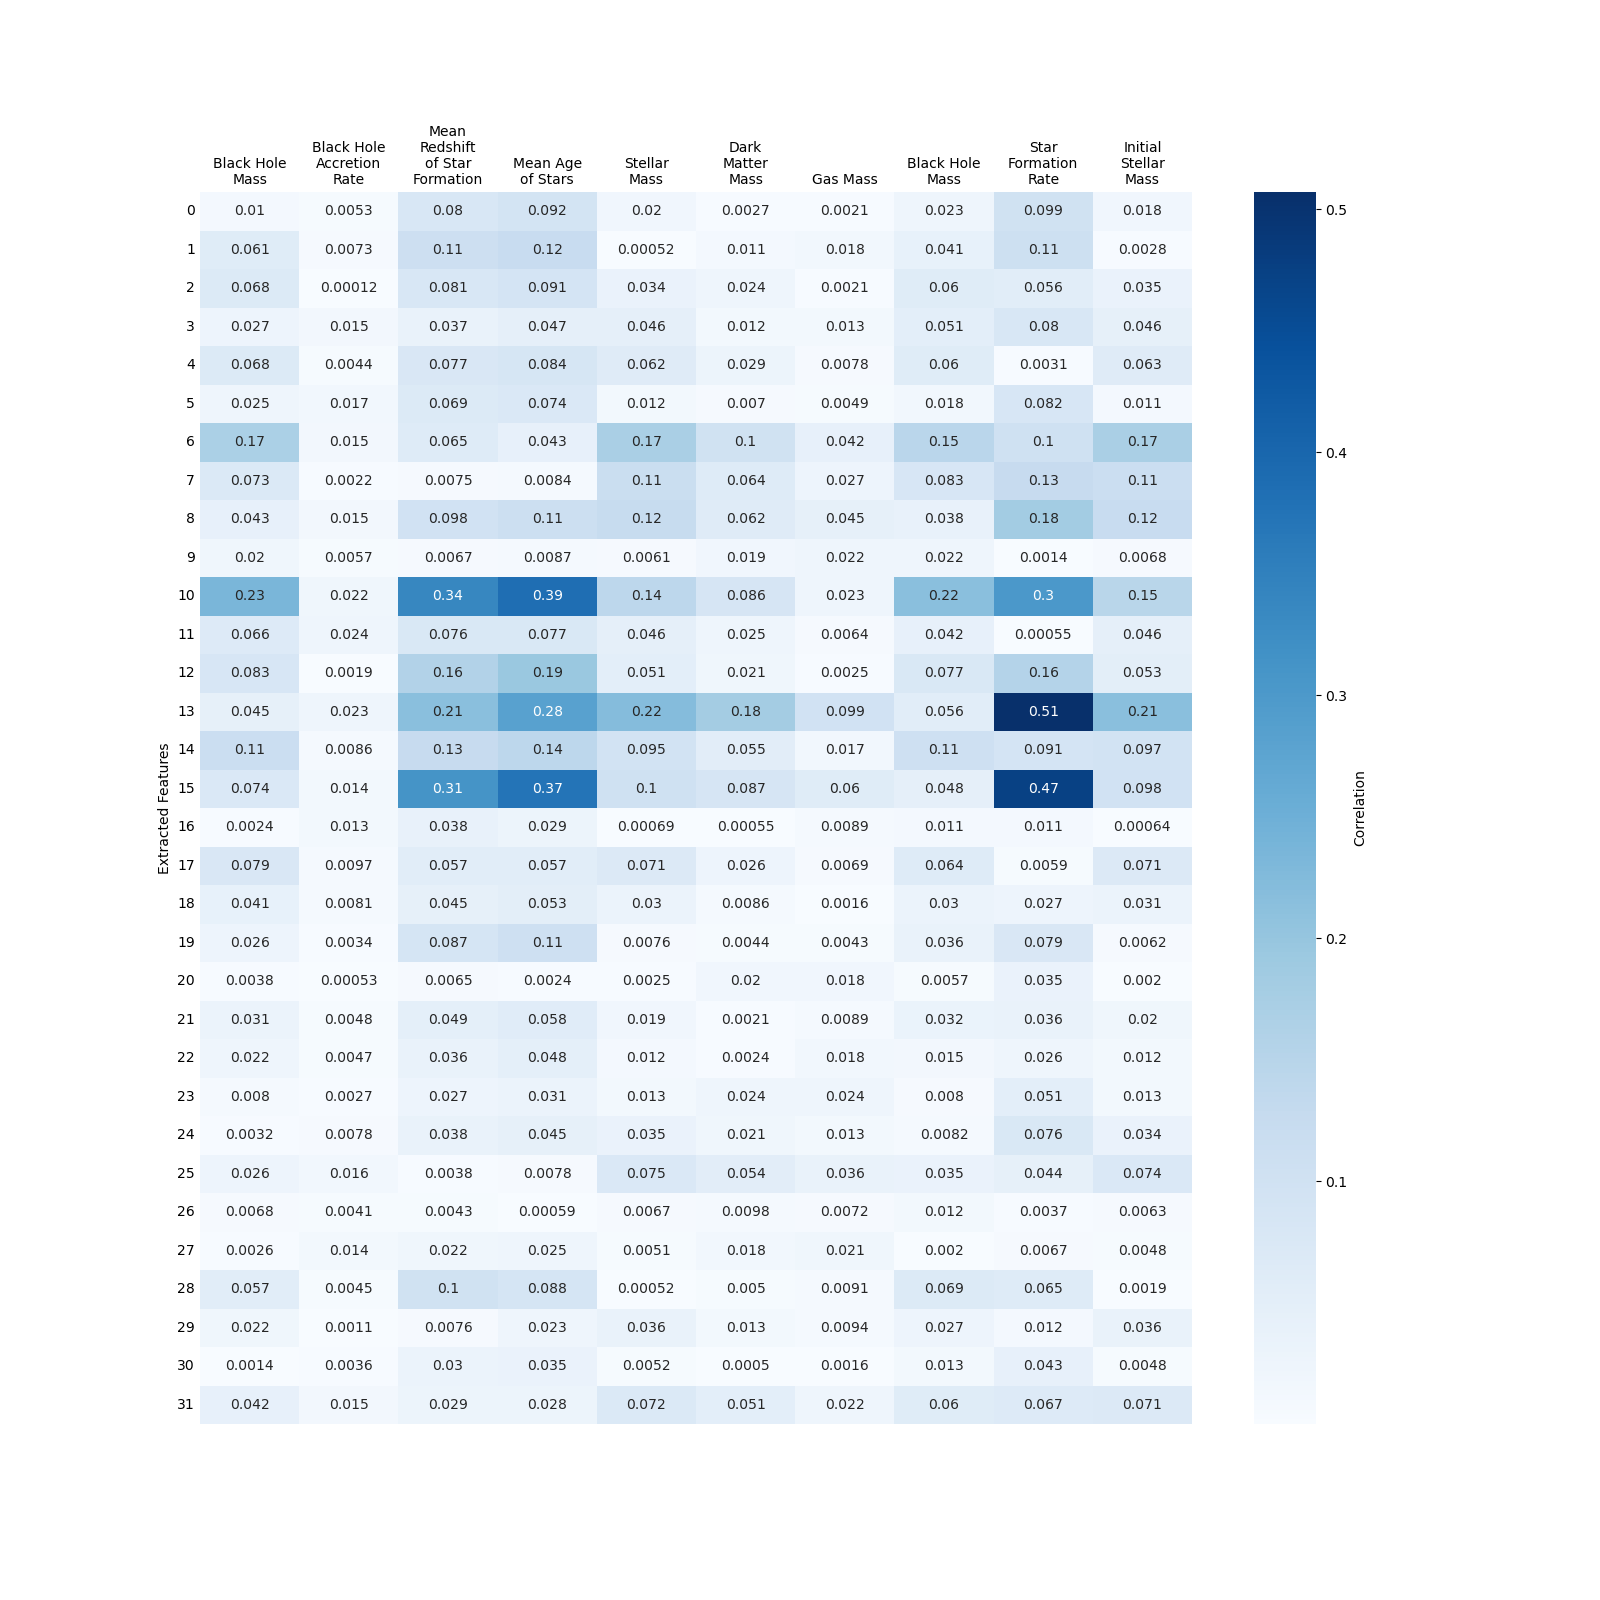 Mean
Black Hole Redshift Dark Star Initial
Black Hole Accretion of Star Mean Age Stellar Matter Black Hole Formation Stellar
Mass Rate Formation of Stars Mass Mass Gas Mass Mass Rate Mass
0 0.01 0.0053 0.08 0.092 0.02 0.0027 0.0021 0.023 0.099 0.018
1 0.061 0.0073 0.11 0.12 0.00052 0.011 0.018 0.041 0.11 0.0028
2 0.068 0.00012 0.081 0.091 0.034 0.024 0.0021 0.06 0.056 0.035
3 0.027 0.015 0.037 0.047 0.046 0.012 0.013 0.051 0.08 0.046
4 0.068 0.0044 0.077 0.084 0.062 0.029 0.0078 0.06 0.0031 0.063
5 0.025 0.017 0.069 0.074 0.012 0.007 0.0049 0.018 0.082 0.011
6 0.17 0.015 0.065 0.043 0.17 0.1 0.042 0.15 0.1 0.17
7 0.073 0.0022 0.0075 0.0084 0.11 0.064 0.027 0.083 0.13 0.11
8 0.043 0.015 0.098 0.11 0.12 0.062 0.045 0.038 0.18 0.12
9 0.02 0.0057 0.0067 0.0087 0.0061 0.019 0.022 0.022 0.0014 0.0068
10 0.23 0.022 0.34 0.39 0.14 0.086 0.023 0.22 0.3 0.15
11 0.066 0.024 0.076 0.077 0.046 0.025 0.0064 0.042 0.00055 0.046
12 0.083 0.0019 0.16 0.19 0.051 0.021 0.0025 0.077 0.16 0.053
13 0.045 0.023 0.21 0.28 0.22 0.18 0.099 0.056 0.51 0.21
14 0.11 0.0086 0.13 0.14 0.095 0.055 0.017 0.11 0.091 0.097
15 0.074 0.014 0.31 0.37 0.1 0.087 0.06 0.048 0.47 0.098
16 0.0024 0.013 0.038 0.029 0.00069 0.00055 0.0089 0.011 0.011 0.00064
17 0.079 0.0097 0.057 0.057 0.071 0.026 0.0069 0.064 0.0059 0.071
18 0.041 0.0081 0.045 0.053 0.03 0.0086 0.0016 0.03 0.027 0.031
19 0.026 0.0034 0.087 0.11 0.0076 0.0044 0.0043 0.036 0.079 0.0062
20 0.0038 0.00053 0.0065 0.0024 0.0025 0.02 0.018 0.0057 0.035 0.002
21 0.031 0.0048 0.049 0.058 0.019 0.0021 0.0089 0.032 0.036 0.02
22 0.022 0.0047 0.036 0.048 0.012 0.0024 0.018 0.015 0.026 0.012
23 0.008 0.0027 0.027 0.031 0.013 0.024 0.024 0.008 0.051 0.013
24 0.0032 0.0078 0.038 0.045 0.035 0.021 0.013 0.0082 0.076 0.034
25 0.026 0.016 0.0038 0.0078 0.075 0.054 0.036 0.035 0.044 0.074
26 0.0068 0.0041 0.0043 0.00059 0.0067 0.0098 0.0072 0.012 0.0037 0.0063
27 0.0026 0.014 0.022 0.025 0.0051 0.018 0.021 0.002 0.0067 0.0048
28 0.057 0.0045 0.1 0.088 0.00052 0.005 0.0091 0.069 0.065 0.0019
29 0.022 0.0011 0.0076 0.023 0.036 0.013 0.0094 0.027 0.012 0.036
30 0.0014 0.0036 0.03 0.035 0.0052 0.0005 0.0016 0.013 0.043 0.0048
31 0.042 0.015 0.029 0.028 0.072 0.051 0.022 0.06 0.067 0.071
Extracted Features
0.5
0.4
0.3
0.2
0.1
Correlation